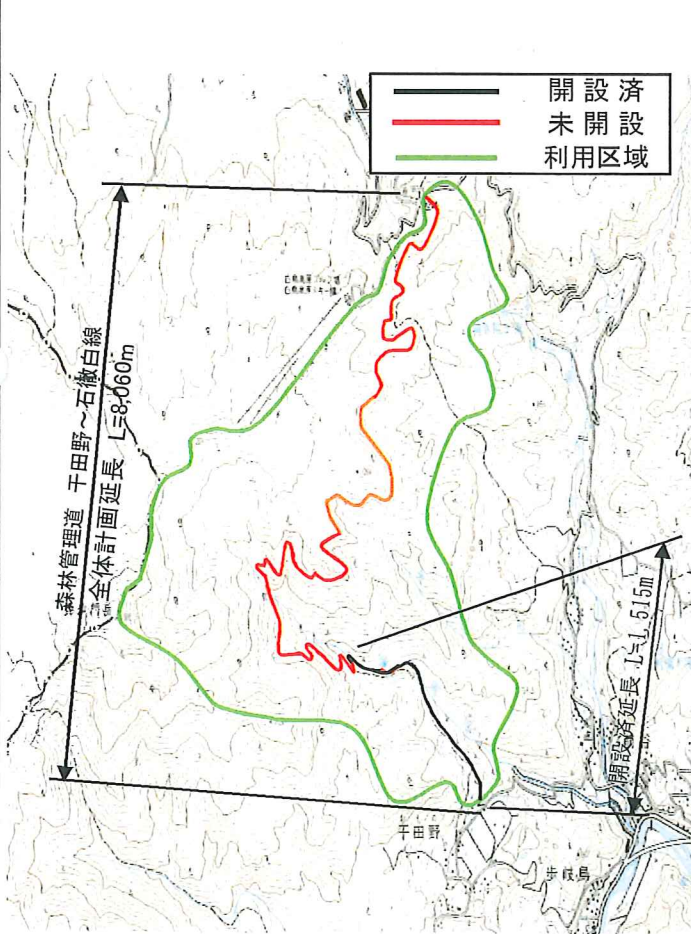 開設済
未開設
利用区域
森林管理道 干田野～石徹白線
全体計画延長 L=8,060m
開設済延長 L=1,515m
干田野
歩岐島